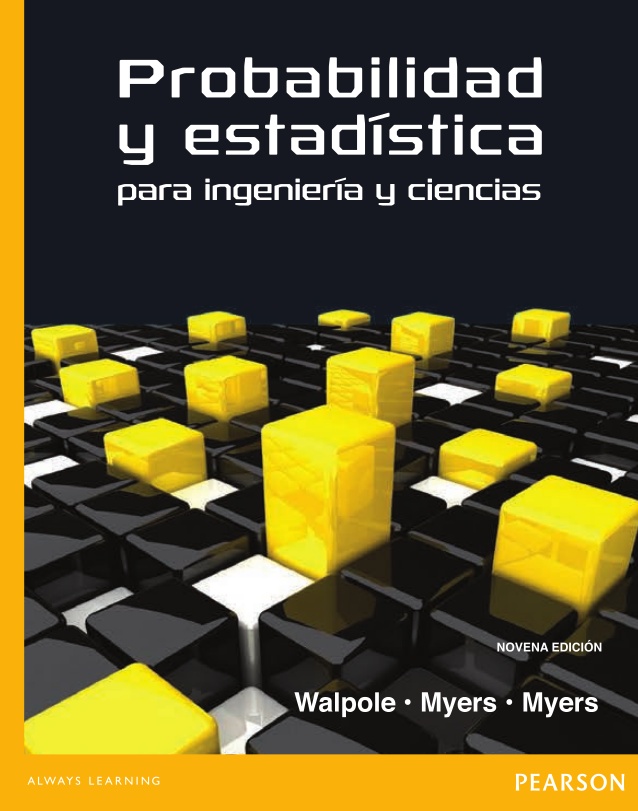 Probabilidad
y estadística
para ingeniería y ciencias
NOVENA EDICIÓN
Walpole • Myers • Myers
ALWAYS LEARNING
PEARSON